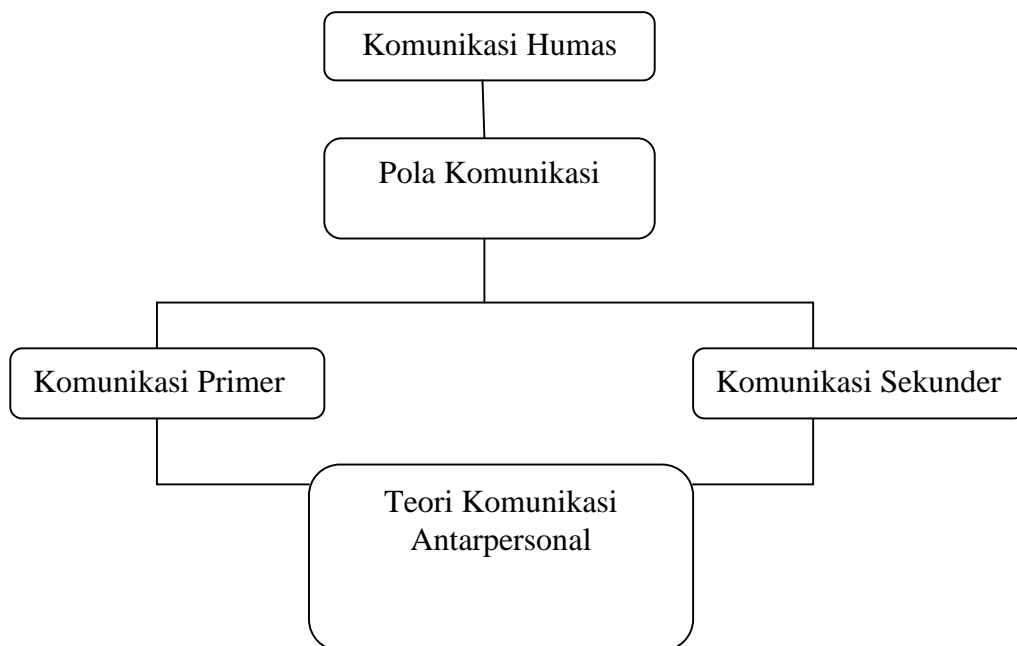 Komunikasi Humas
Pola Komunikasi
Komunikasi Primer
Komunikasi Sekunder
Teori Komunikasi
Antarpersonal